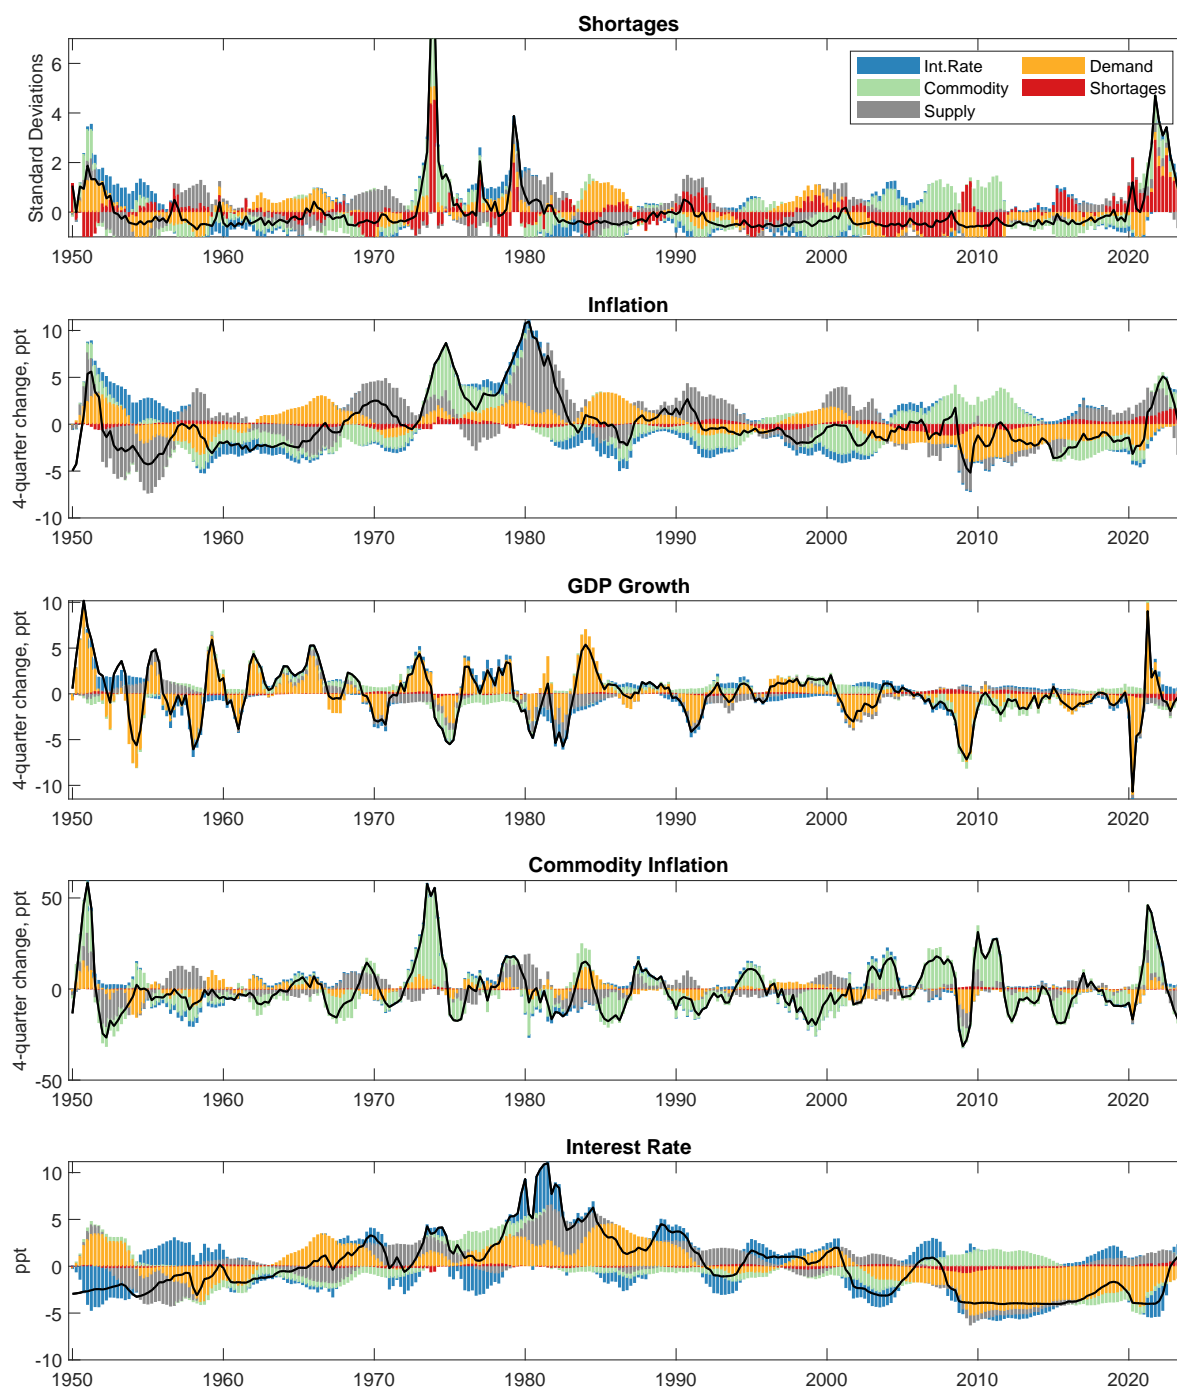 Shortages
Standard Deviations
6
4
2
0
Int.Rate
Commodity
Supply
Demand
Shortages
1950 1960 1970 1980 1990 2000 2010 2020
Inflation
4-quarter change, ppt
10
5
0
-5
-10
1950 1960 1970 1980 1990 2000 2010 2020
GDP Growth
4-quarter change, ppt
10
5
0
-5
-10
1950 1960 1970 1980 1990 2000 2010 2020
Commodity Inflation
4-quarter change, ppt
50
0
-50
1950 1960 1970 1980 1990 2000 2010 2020
Interest Rate
ppt
10
5
0
-5
-10
1950 1960 1970 1980 1990 2000 2010 2020